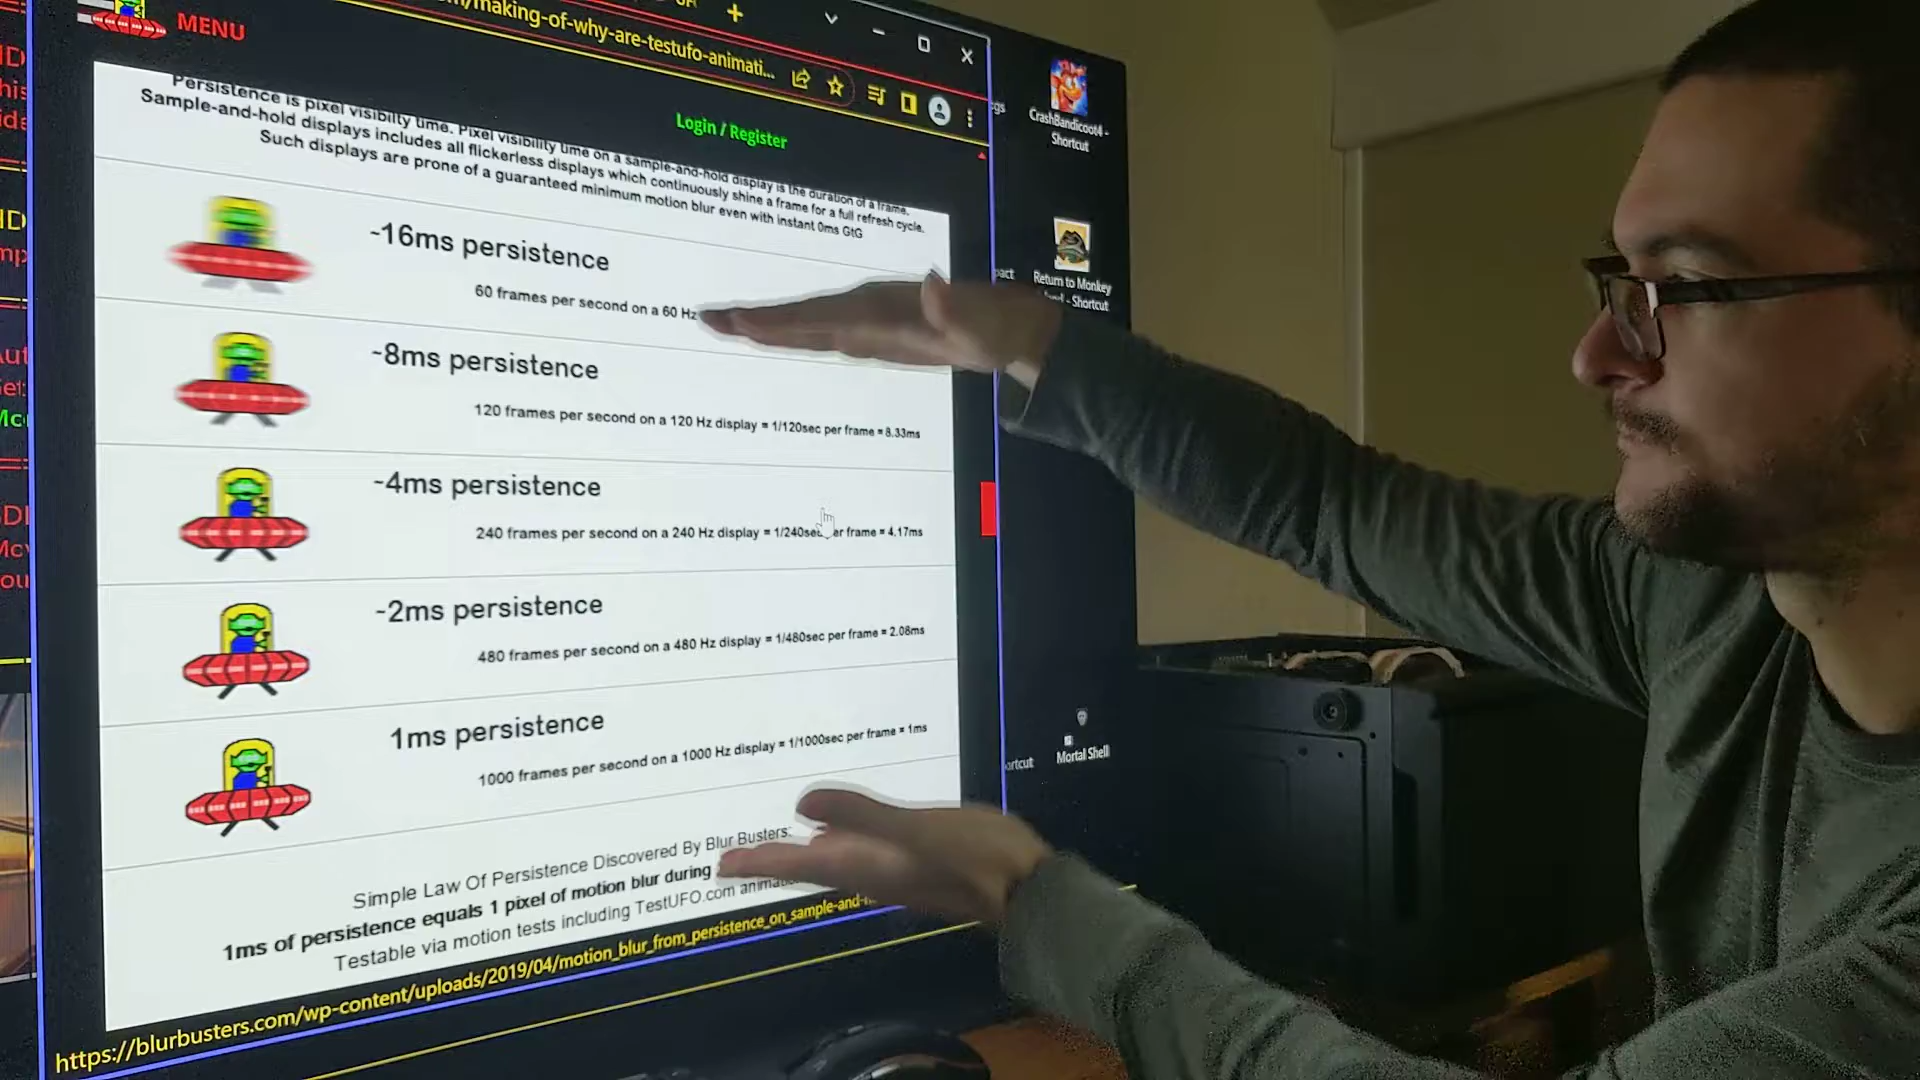 MENU
/making-of-why-are-testufo-animati...
Login / Register
Persistence is pixel visibility time. Pixel visibility time on a sample-and-hold display is the duration of a frame.
Sample-and-hold displays includes all flickerless displays which continuously shine a frame for a full refresh cycle.
Such displays are prone of a guaranteed minimum motion blur even with instant 0ms GtG
~16ms persistence
60 frames per second on a 60 Hz
~8ms persistence
120 frames per second on a 120 Hz display = 1/120sec per frame = 8.33ms
~4ms persistence
240 frames per second on a 240 Hz display = 1/240sec er frame = 4.17ms
~2ms persistence
480 frames per second on a 480 Hz display = 1/480sec per frame = 2.08ms
1ms persistence
1000 frames per second on a 1000 Hz display = 1/1000sec per frame = 1ms
Simple Law Of Persistence Discovered By Blur Busters:
1ms of persistence equals 1 pixel of motion blur during
Testable via motion tests including TestUFO.com
https://blurbusters.com/wp-content/uploads/2019/04/motion_blur_from_persistence_on_sample-and-
CrashBandicoot4 -
Shortcut
Return to Monkey
- Shortcut
Mortal Shell